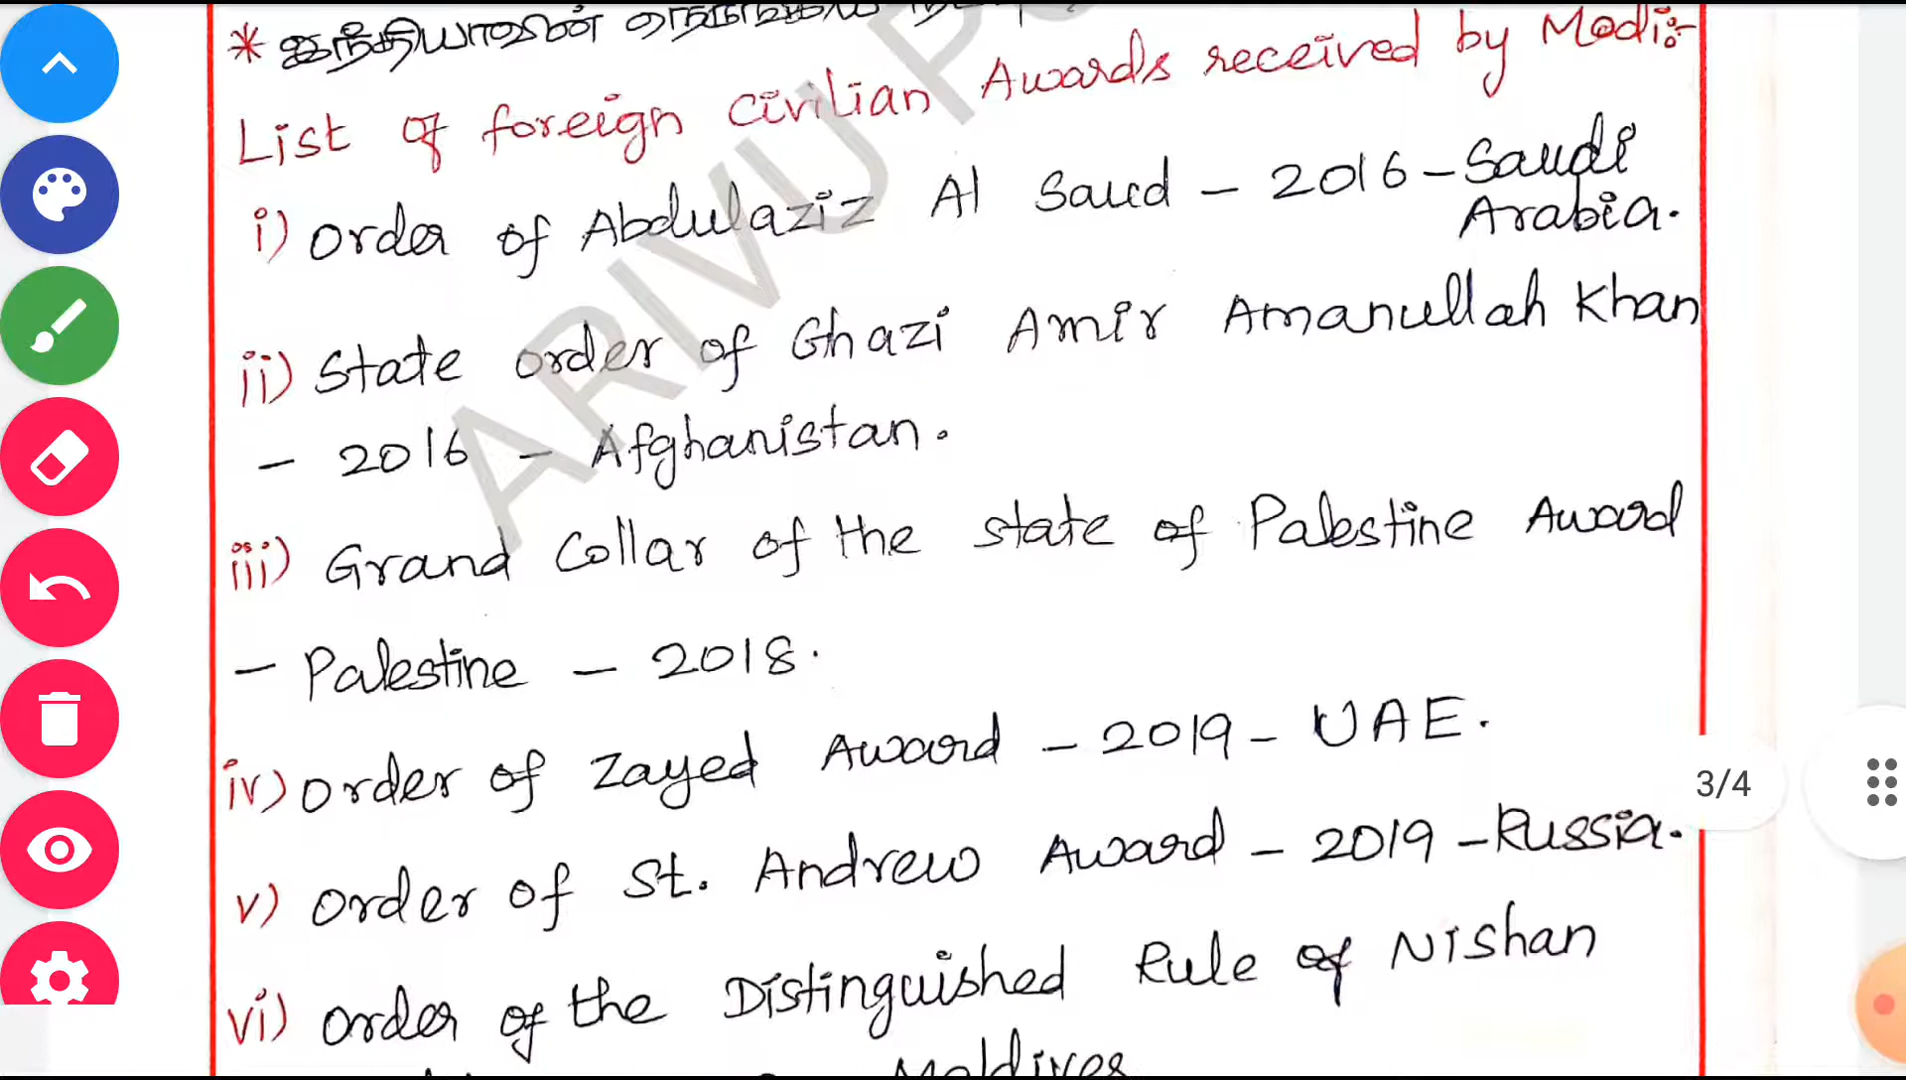 * இந்தியாவின்
List of foreign Civilian Awards received by Modi:-
i) Order of Abdulaziz Al Saud - 2016 - Saudi
Arabia.
ii) State order of Ghazi Amir Amanullah Khan
- 2016 - Afghanistan.
iii) Grand Collar of the state of Palestine Award
- Palestine - 2018.
iv) Order of Zayed Award - 2019 - UAE.
3/4
v) Order of St. Andrew Award - 2019 - Russia.
vi) Order of the Distinguished Rule of Nishan
Maldives
ARIVU